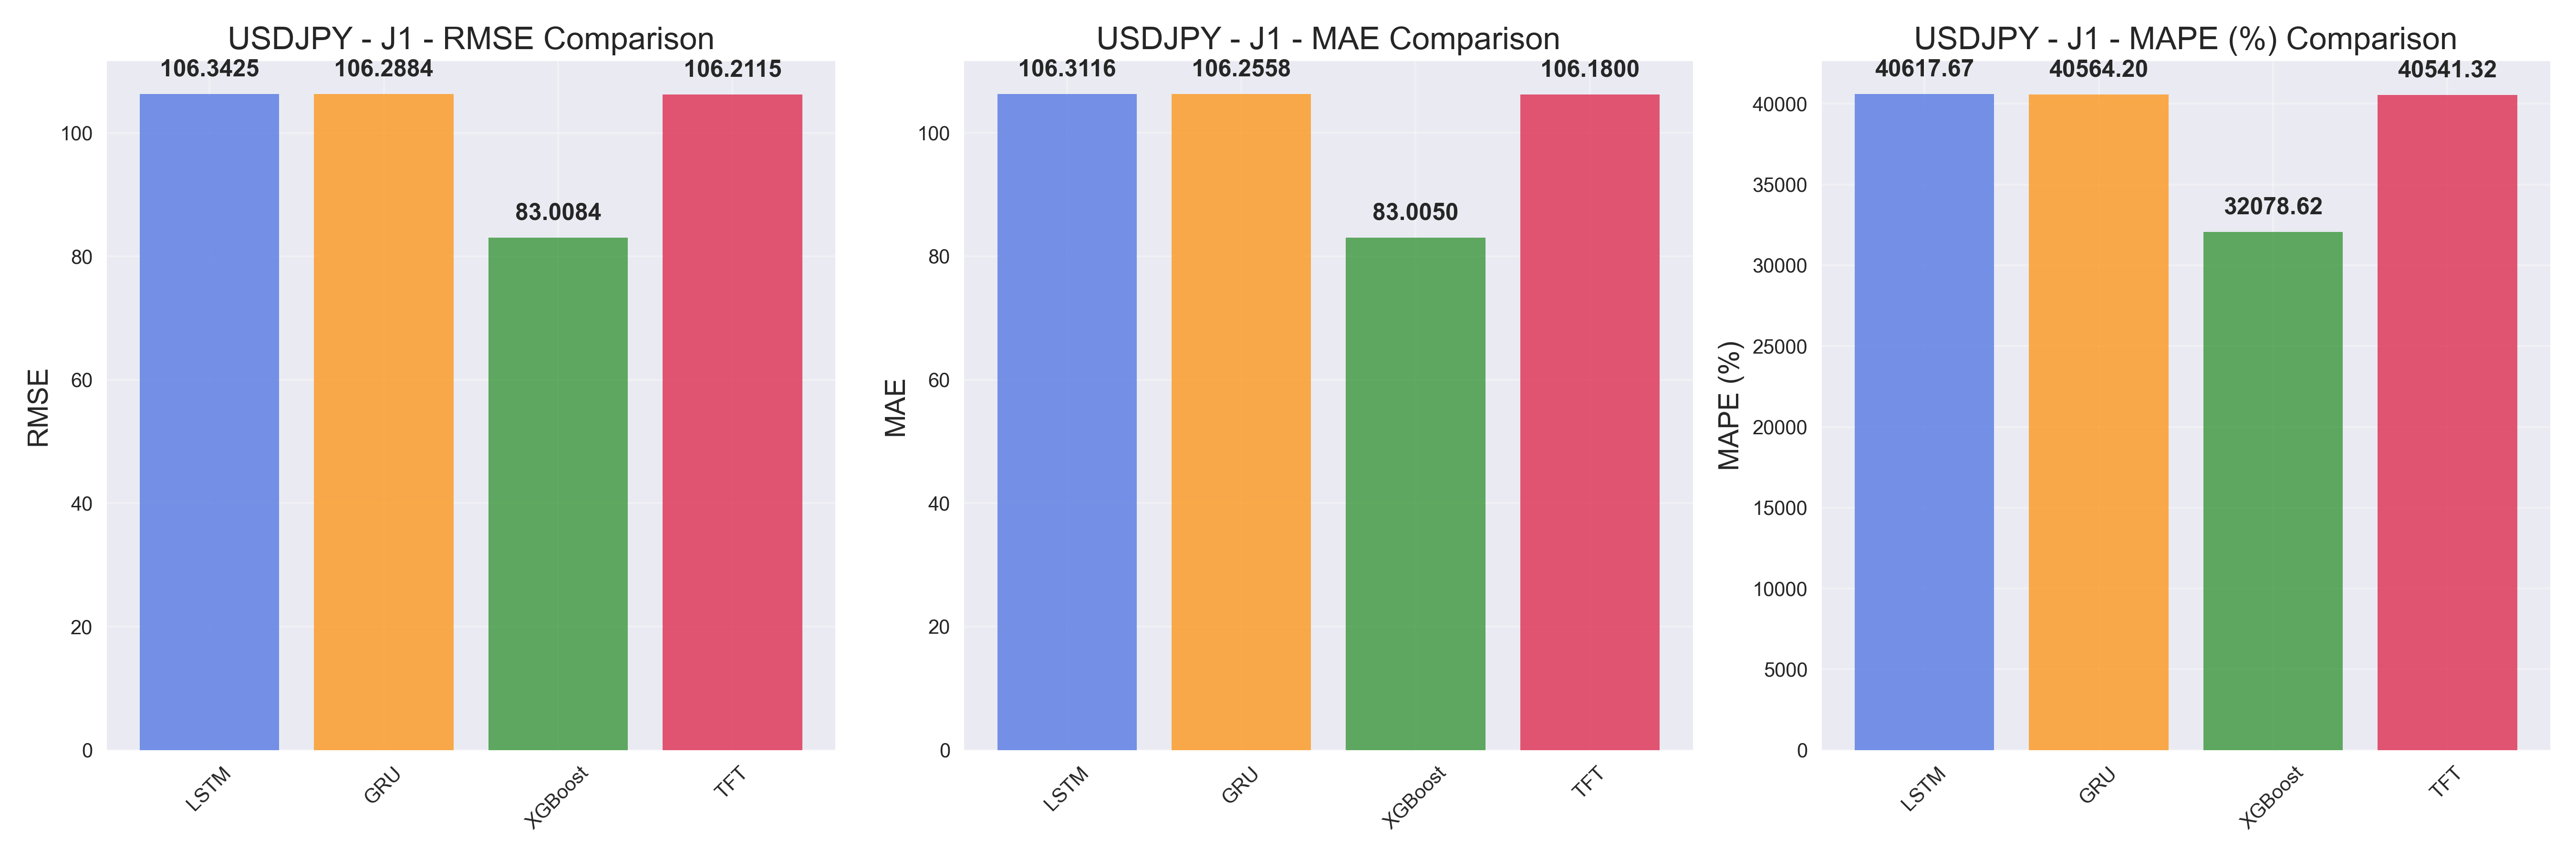 USDJPY - J1 - RMSE Comparison
106.3425
106.2884
83.0084
106.2115
RMSE
100
80
60
40
20
0
LSTM
GRU
XGBoost
TFT
USDJPY - J1 - MAE Comparison
106.3116
106.2558
83.0050
106.1800
MAE
100
80
60
40
20
0
LSTM
GRU
XGBoost
TFT
USDJPY - J1 - MAPE (%) Comparison
40617.67
40564.20
32078.62
40541.32
MAPE (%)
40000
35000
30000
25000
20000
15000
10000
5000
0
LSTM
GRU
XGBoost
TFT